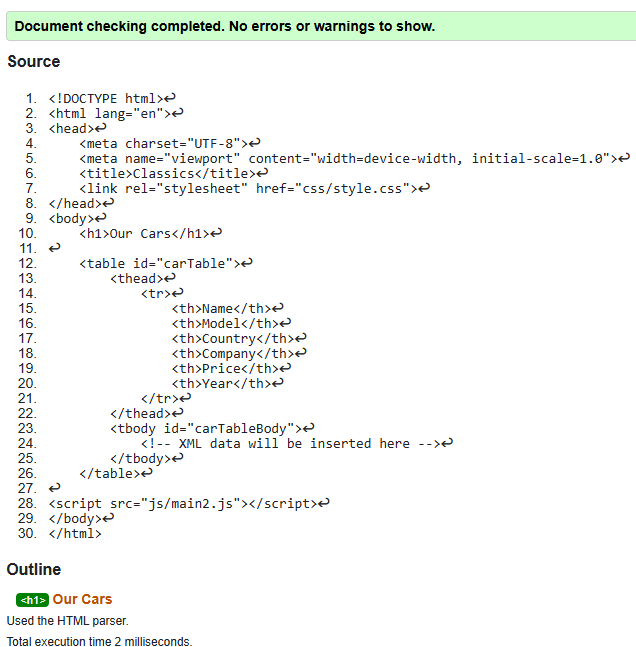 Document checking completed. No errors or warnings to show.
Source
1. <!DOCTYPE html>↩
2. <html lang="en">↩
3. <head>↩
4.     <meta charset="UTF-8">↩
5.     <meta name="viewport" content="width=device-width, initial-scale=1.0">↩
6.     <title>Classics</title>↩
7.     <link rel="stylesheet" href="css/style.css">↩
8. </head>↩
9. <body>↩
10.     <h1>Our Cars</h1>↩
11. ↩
12.     <table id="carTable">↩
13.         <thead>↩
14.             <tr>↩
15.                 <th>Name</th>↩
16.                 <th>Model</th>↩
17.                 <th>Country</th>↩
18.                 <th>Company</th>↩
19.                 <th>Price</th>↩
20.                 <th>Year</th>↩
21.             </tr>↩
22.         </thead>↩
23.         <tbody id="carTableBody">↩
24.             <!-- XML data will be inserted here -->↩
25.         </tbody>↩
26.     </table>↩
27. ↩
28. <script src="js/main2.js"></script>↩
29. </body>↩
30. </html>
Outline
<h1> Our Cars
Used the HTML parser.
Total execution time 2 milliseconds.